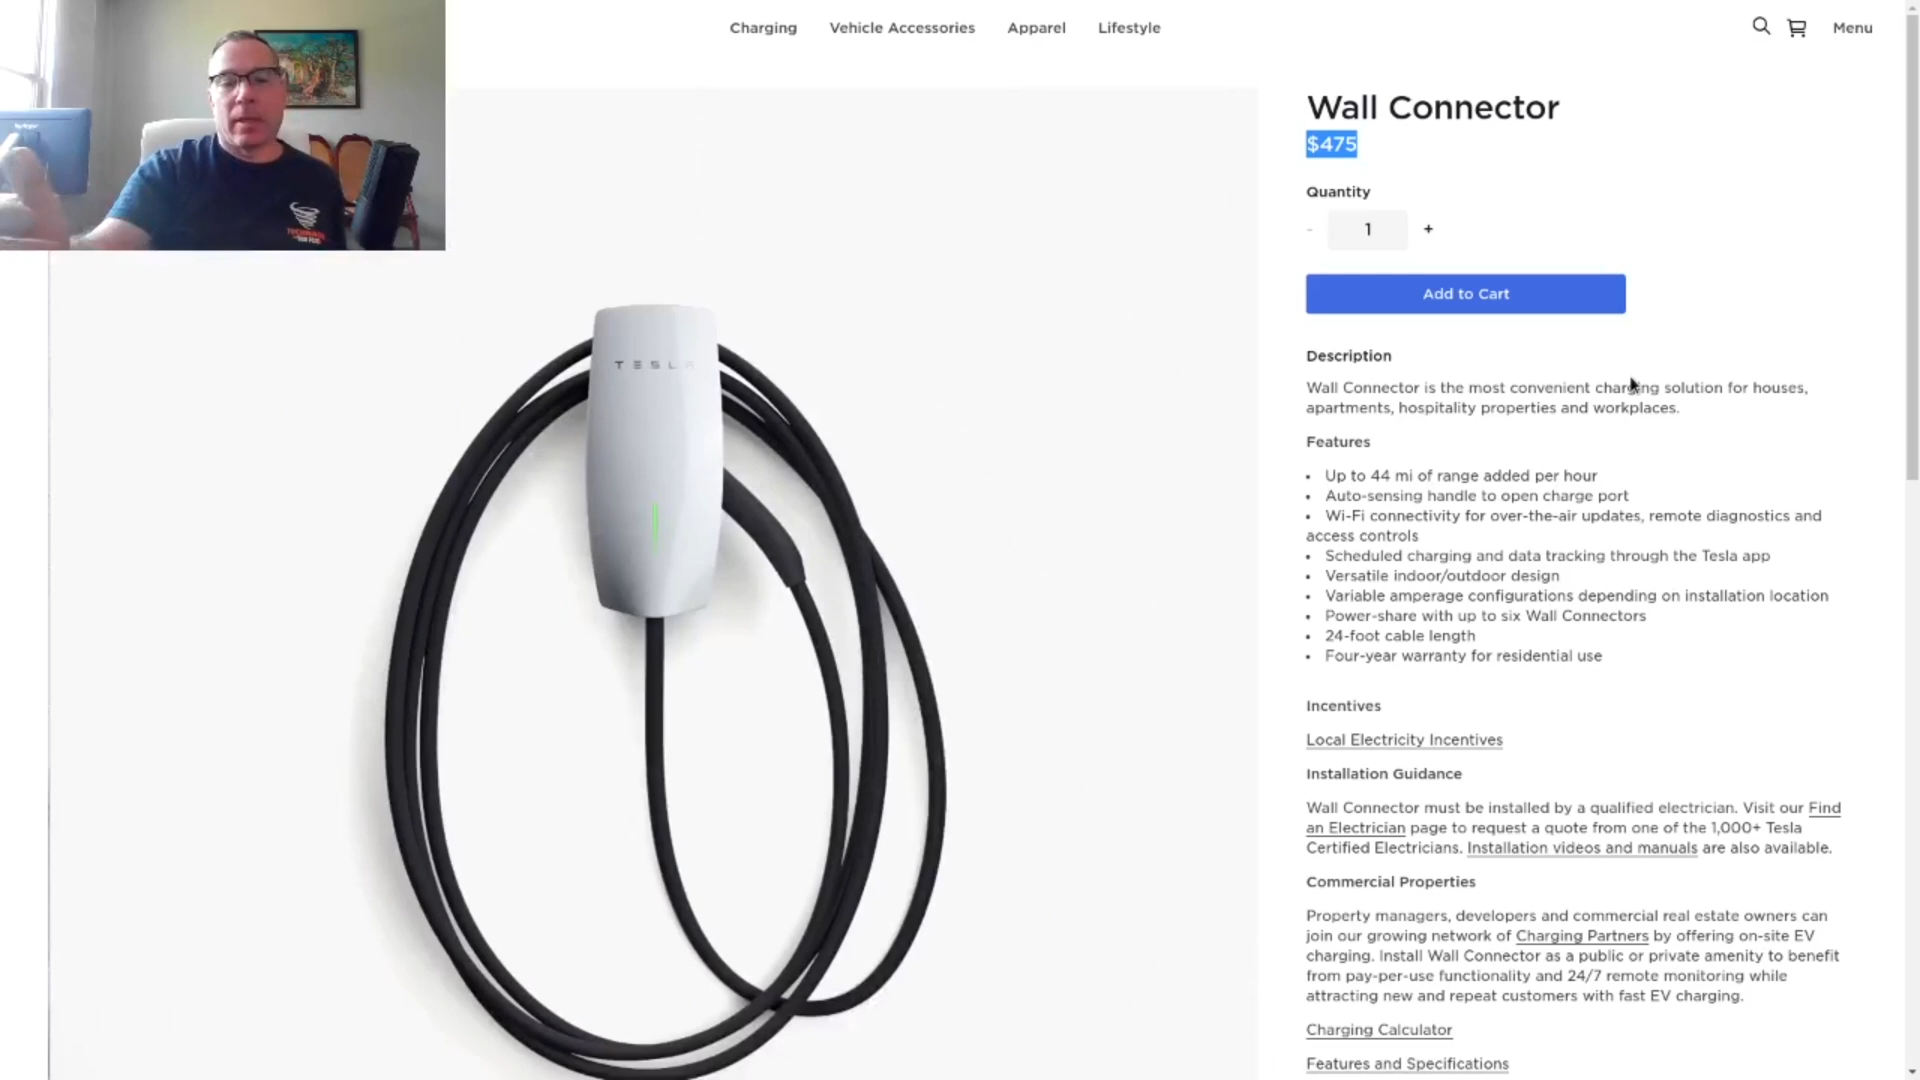 Charging
Vehicle Accessories
Apparel
Lifestyle
Menu
Wall Connector
$475
Quantity
- 1 +
Add to Cart
Description
Wall Connector is the most convenient charging solution for houses,
apartments, hospitality properties and workplaces.
Features
• Up to 44 mi of range added per hour
• Auto-sensing handle to open charge port
• Wi-Fi connectivity for over-the-air updates, remote diagnostics and
access controls
• Scheduled charging and data tracking through the Tesla app
• Versatile indoor/outdoor design
• Variable amperage configurations depending on installation location
• Power-share with up to six Wall Connectors
• 24-foot cable length
• Four-year warranty for residential use
Incentives
Local Electricity Incentives
Installation Guidance
Wall Connector must be installed by a qualified electrician. Visit our Find
an Electrician page to request a quote from one of the 1,000+ Tesla
Certified Electricians. Installation videos and manuals are also available.
Commercial Properties
Property managers, developers and commercial real estate owners can
join our growing network of Charging Partners by offering on-site EV
charging. Install Wall Connector as a public or private amenity to benefit
from pay-per-use functionality and 24/7 remote monitoring while
attracting new and repeat customers with fast EV charging.
Charging Calculator
Features and Specifications
TESLA